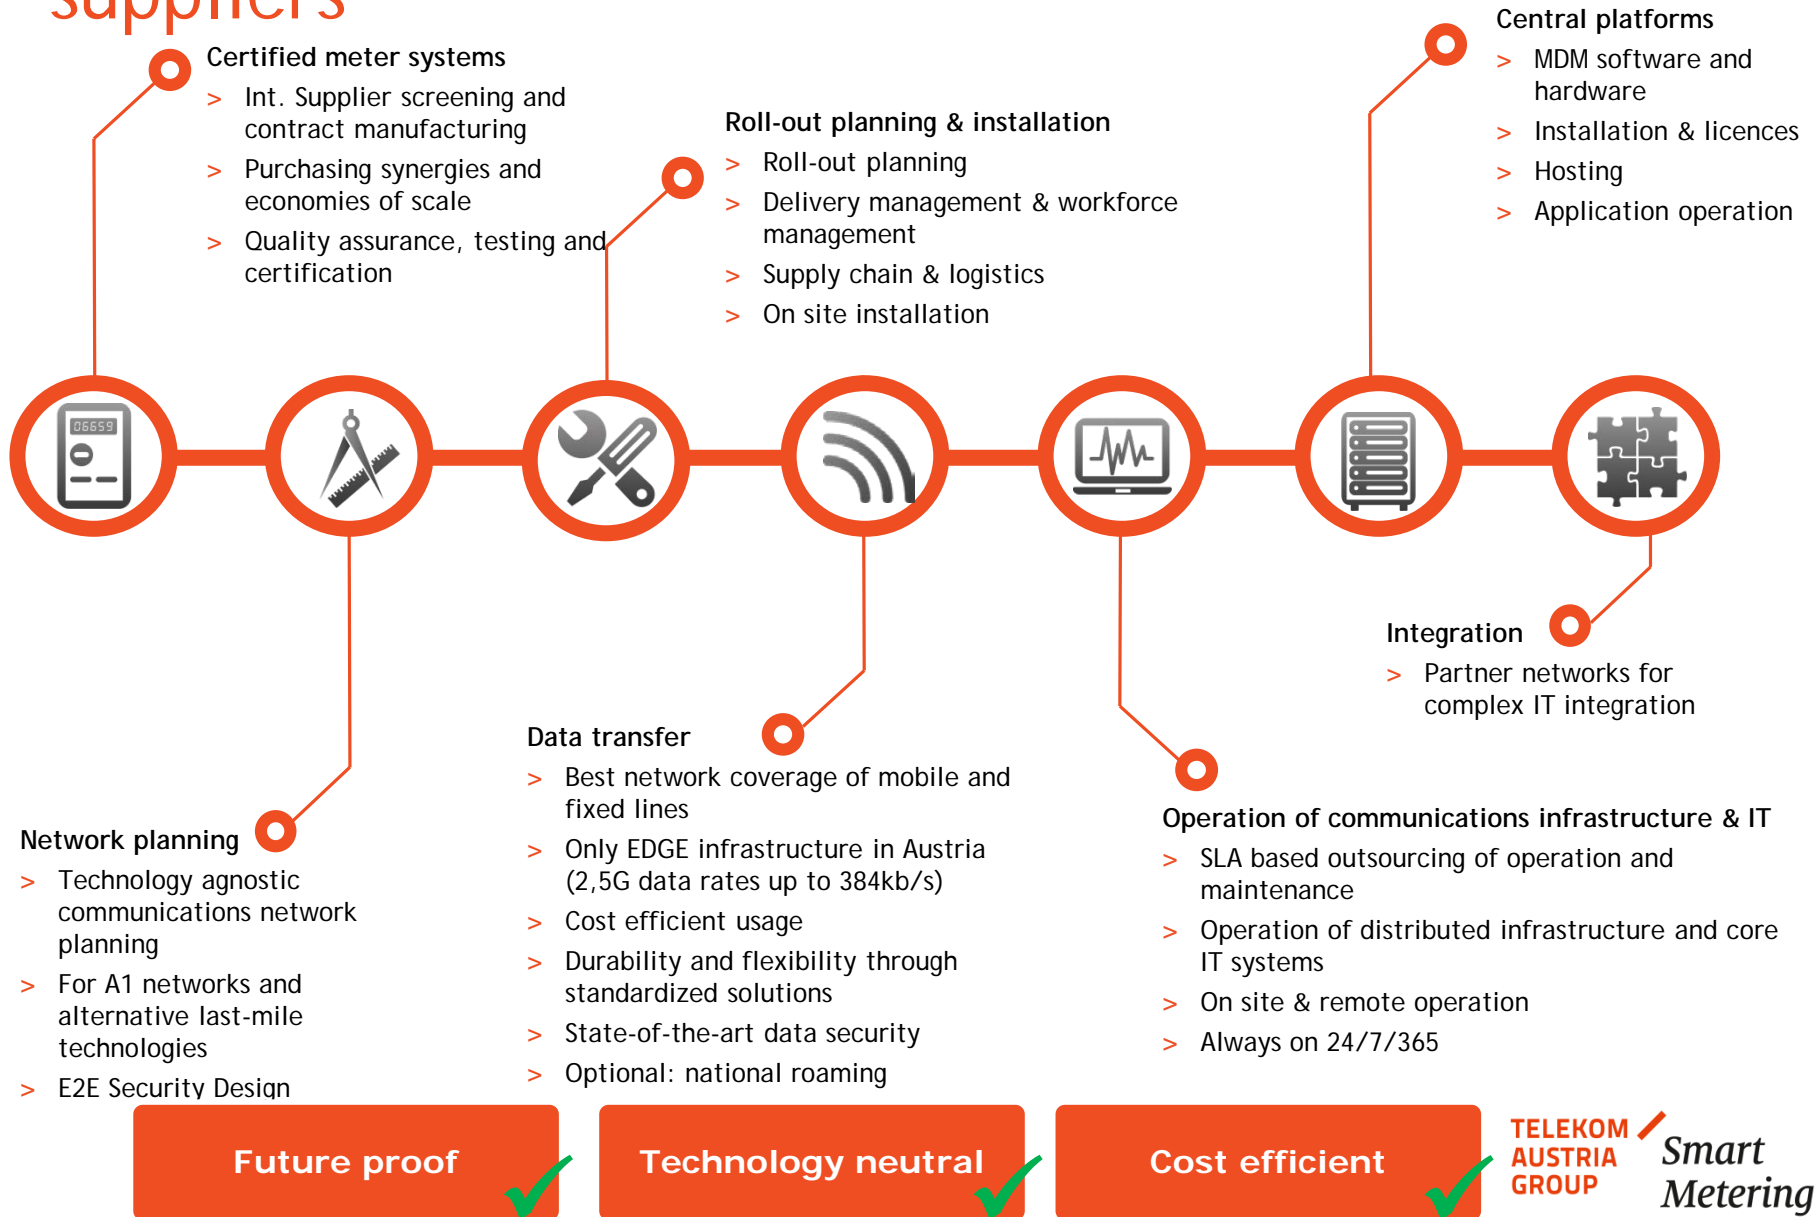 suppliers
Certified meter systems
> Int. Supplier screening and
contract manufacturing
> Purchasing synergies and
economies of scale
> Quality assurance, testing and
certification
Roll-out planning & installation
> Roll-out planning
> Delivery management & workforce
management
> Supply chain & logistics
> On site installation
Central platforms
> MDM software and
hardware
> Installation & licences
> Hosting
> Application operation
06659
Network planning
> Technology agnostic
communications network
planning
> For A1 networks and
alternative last-mile
technologies
> E2E Security Design
Data transfer
> Best network coverage of mobile and
fixed lines
> Only EDGE infrastructure in Austria
(2,5G data rates up to 384kb/s)
> Cost efficient usage
> Durability and flexibility through
standardized solutions
> State-of-the-art data security
> Optional: national roaming
Operation of communications infrastructure & IT
> SLA based outsourcing of operation and
maintenance
> Operation of distributed infrastructure and core
IT systems
> On site & remote operation
> Always on 24/7/365
Integration
> Partner networks for
complex IT integration
Future proof
Technology neutral
Cost efficient
TELEKOM
AUSTRIA
GROUP
Smart
Metering